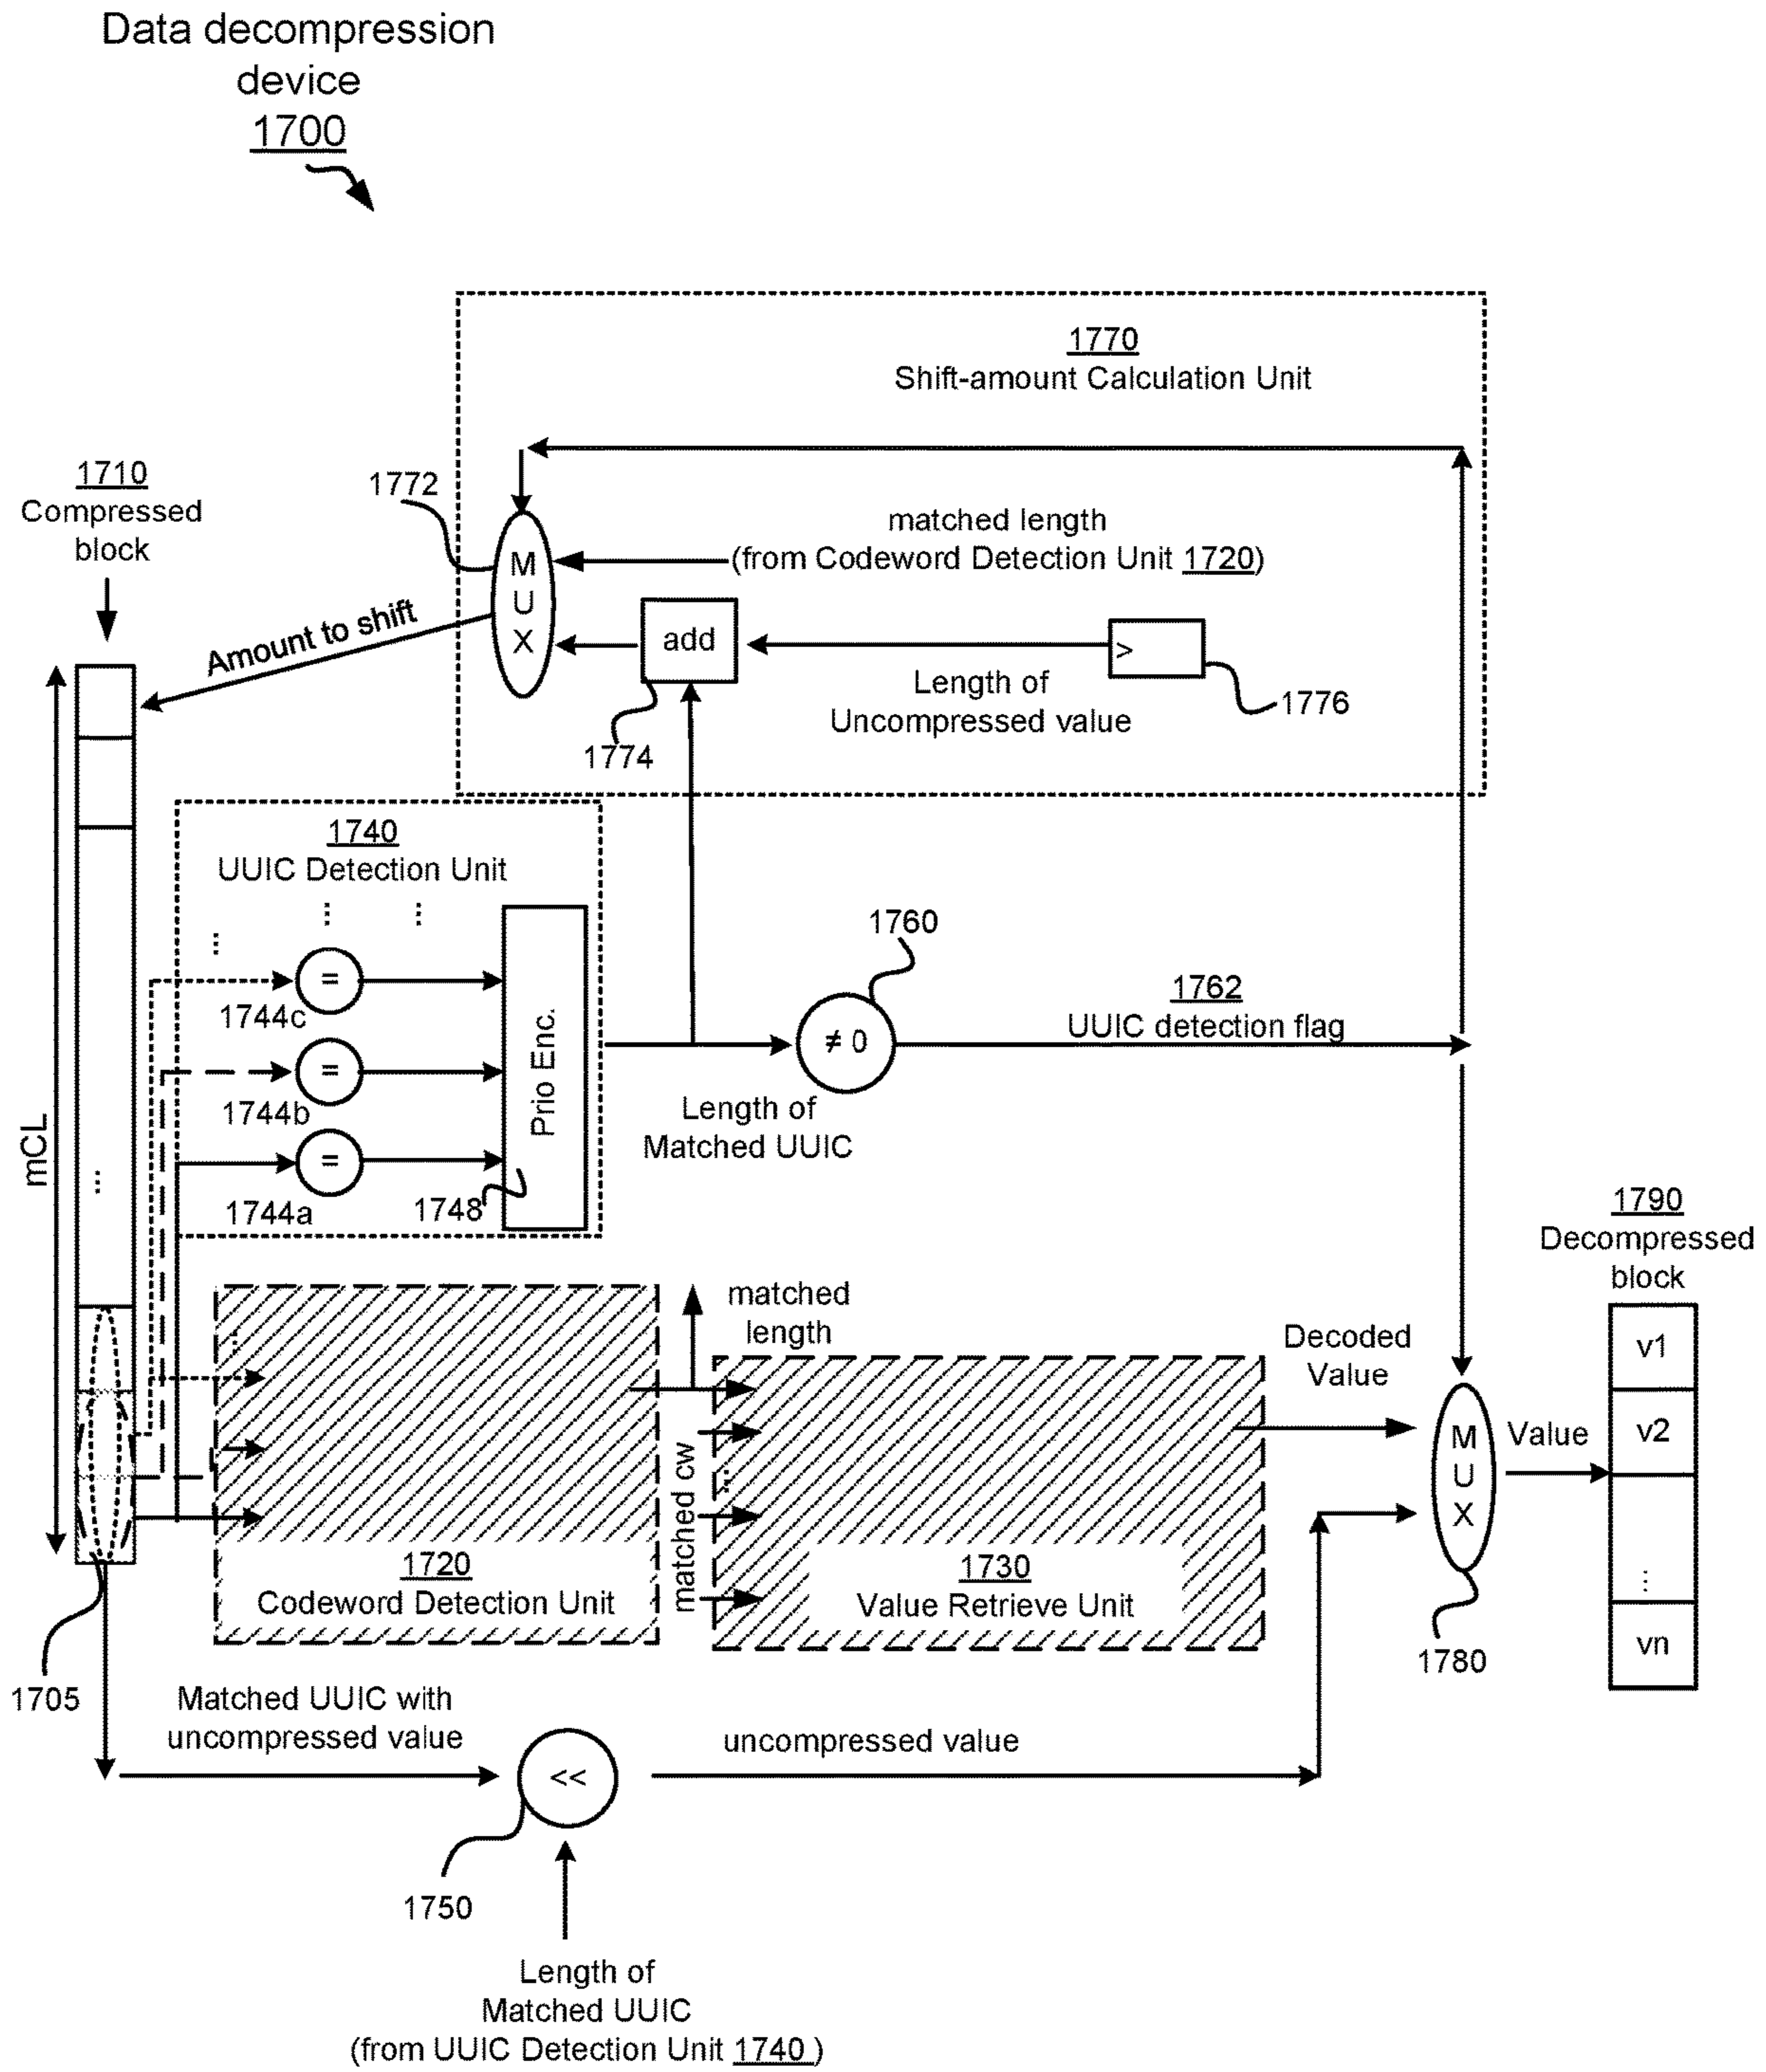 Data decompression
device
1700
1770
Shift-amount Calculation Unit
1710
Compressed
block
1772
matched length
(from Codeword Detection Unit 1720)
M
U
X
Amount to shift
add
>
Length of
Uncompressed value
1774
1776
mCL
1740
UUIC Detection Unit
...
...
...
=
1744c
=
1744b
=
1744a
Prio Enc.
1748
1760
≠ 0
1762
UUIC detection flag
Length of
Matched UUIC
...
1790
Decompressed
block
matched
length
...
matched cw
...
1720
Codeword Detection Unit
1730
Value Retrieve Unit
Decoded
Value
M
U
X
Value
v1
v2
...
vn
1780
1705
Matched UUIC with
uncompressed value
<<
uncompressed value
1750
Length of
Matched UUIC
(from UUIC Detection Unit 1740 )